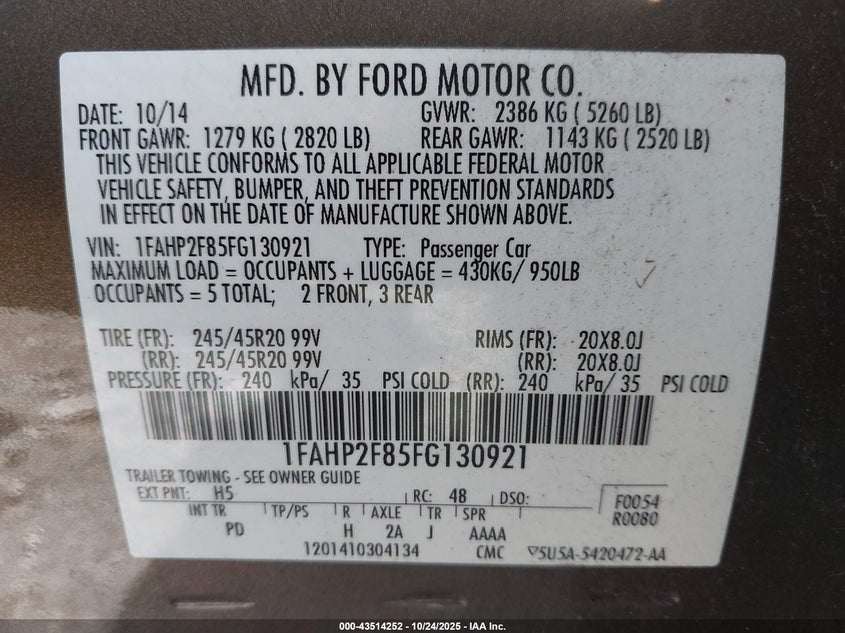 MFD. BY FORD MOTOR CO.
DATE: 10/14 GVWR: 2386 KG ( 5260 LB)
FRONT GAWR: 1279 KG ( 2820 LB) REAR GAWR: 1143 KG ( 2520 LB)
THIS VEHICLE CONFORMS TO ALL APPLICABLE FEDERAL MOTOR
VEHICLE SAFETY, BUMPER, AND THEFT PREVENTION STANDARDS
IN EFFECT ON THE DATE OF MANUFACTURE SHOWN ABOVE.
VIN: 1FAHP2F85FG130921 TYPE: Passenger Car
MAXIMUM LOAD = OCCUPANTS + LUGGAGE = 430KG/ 950LB
OCCUPANTS = 5 TOTAL; 2 FRONT, 3 REAR
TIRE (FR): 245/45R20 99V RIMS (FR): 20X8.0J
(RR): 245/45R20 99V (RR): 20X8.0J
PRESSURE (FR): 240 kPa/ 35 PSI COLD (RR): 240 kPa/ 35 PSI COLD
1FAHP2F85FG130921
TRAILER TOWING - SEE OWNER GUIDE
EXT PNT: H5 RC: 48 DSO: F0054
INT TR TP/PS R AXLE TR SPR R0080
PD H 2A J AAAA
1201410304134 CMC ▽5U5A-5420472-AA
000-43514252 - 10/24/2025 - IAA Inc.